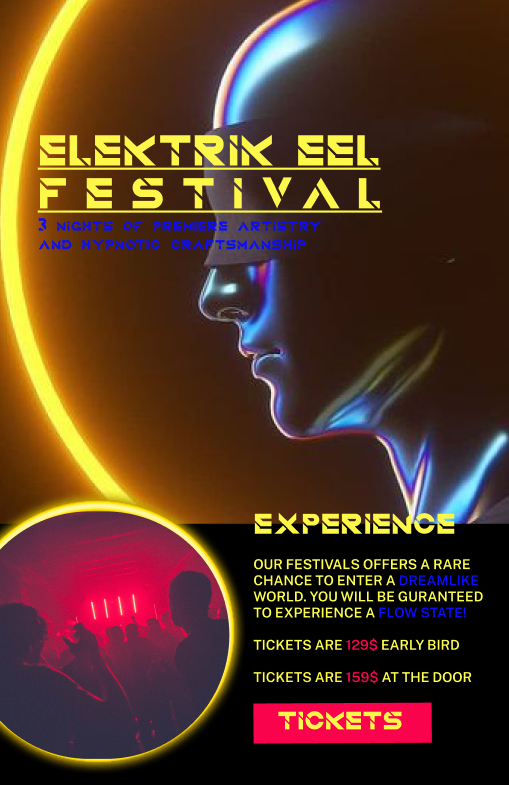 ELEKTRIK EEL
FESTIVAL
3 NIGHTS OF PREMIERE ARTISTRY
AND HYPNOTIC CRAFTSMANSHIP
EXPERIENCE
OUR FESTIVALS OFFERS A RARE
CHANCE TO ENTER A DREAMLIKE
WORLD. YOU WILL BE GURANTEED
TO EXPERIENCE A FLOW STATE!
TICKETS ARE 129$ EARLY BIRD
TICKETS ARE 159$ AT THE DOOR
TICKETS